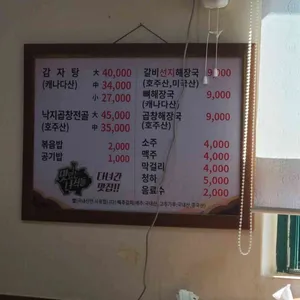 감 자 탕 大 40,000
(캐나다산) 中 34,000
小 27,000
낙지곱창전골 大 45,000
(호주산) 中 35,000
볶음밥 2,000
공기밥 1,000
다녀간
맛집!!
갈비선지해장국 9,000
(호주산,미국산)
뼈해장국 9,000
(캐나다산)
곱창해장국 9,000
(호주산)
소주 4,000
맥주 4,000
막걸리 4,000
청하 5,000
음료수 2,000